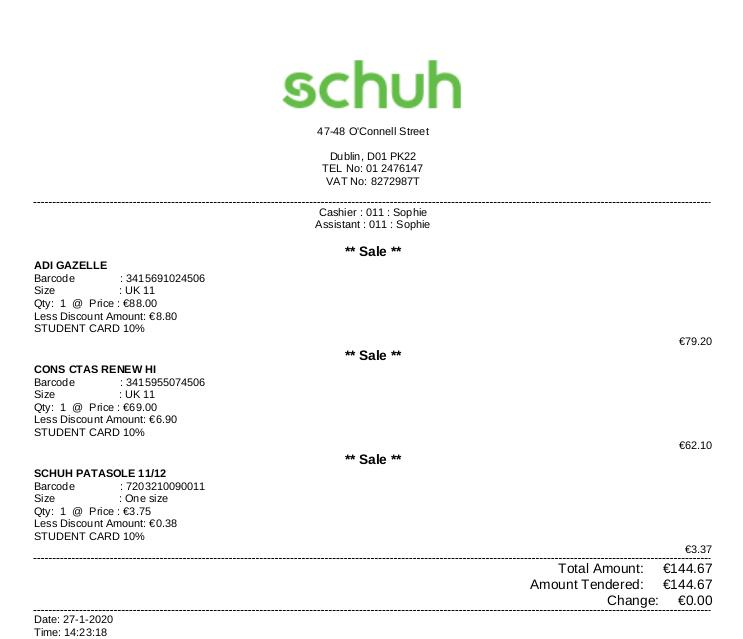 schuh
47-48 O'Connell Street
Dublin, D01 PK22
TEL No: 01 2476147
VAT No: 8272987T
Cashier : 011 : Sophie
Assistant : 011 : Sophie
** Sale **
ADI GAZELLE
Barcode : 3415691024506
Size : UK 11
Qty: 1 @ Price : €88.00
Less Discount Amount: €8.80
STUDENT CARD 10%
€79.20
** Sale **
CONS CTAS RENEW HI
Barcode : 3415955074506
Size : UK 11
Qty: 1 @ Price : €69.00
Less Discount Amount: €6.90
STUDENT CARD 10%
€62.10
** Sale **
SCHUH PATASOLE 11/12
Barcode : 7203210090011
Size : One size
Qty: 1 @ Price : €3.75
Less Discount Amount: €0.38
STUDENT CARD 10%
€3.37
Total Amount: €144.67
Amount Tendered: €144.67
Change: €0.00
Date: 27-1-2020
Time: 14:23:18